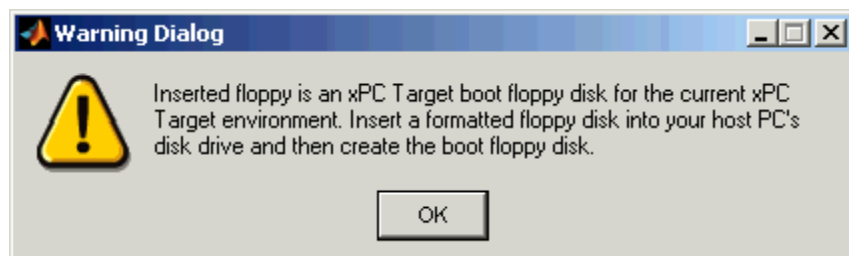 Warning Dialog
Inserted floppy is an xPC Target boot floppy disk for the current xPC
Target environment. Insert a formatted floppy disk into your host PC's
disk drive and then create the boot floppy disk.
OK